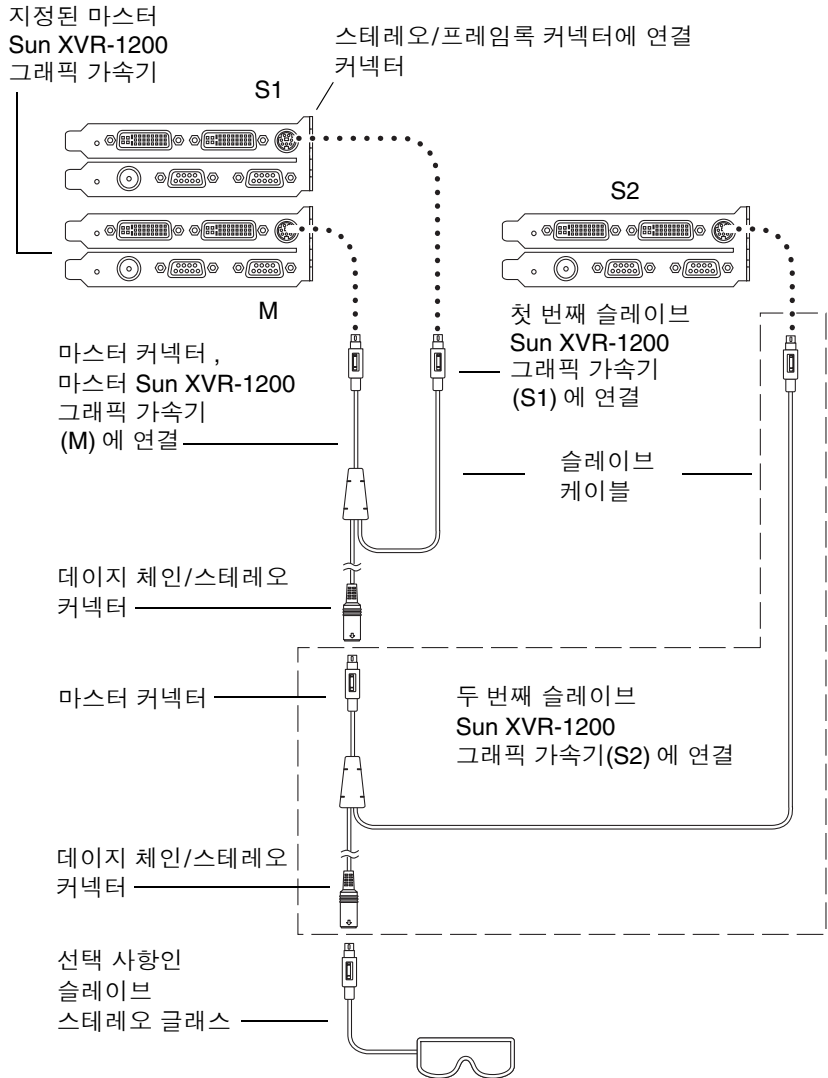 지정된 마스터
Sun XVR-1200
그래픽 가속기
스테레오/프레임록 커넥터에 연결
커넥터
S1
S2
M
마스터 커넥터 ,
마스터 Sun XVR-1200
그래픽 가속기
(M) 에 연결
첫 번째 슬레이브
Sun XVR-1200
그래픽 가속기
(S1) 에 연결
슬레이브
케이블
데이지 체인/스테레오
커넥터
마스터 커넥터
두 번째 슬레이브
Sun XVR-1200
그래픽 가속기(S2) 에 연결
데이지 체인/스테레오
커넥터
선택 사항인
슬레이브
스테레오 글래스